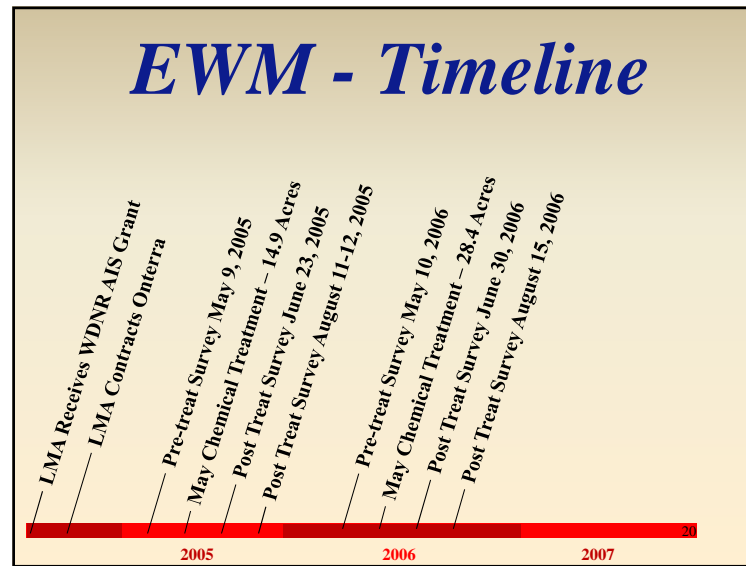 EWM - Timeline
LMA Receives WDNR AIS Grant
LMA Contracts Onterra
Pre-treat Survey May 9, 2005
May Chemical Treatment – 14.9 Acres
Post Treat Survey June 23, 2005
Post Treat Survey August 11-12, 2005
Pre-treat Survey May 10, 2006
May Chemical Treatment – 28.4 Acres
Post Treat Survey June 30, 2006
Post Treat Survey August 15, 2006
20
2005
2006
2007